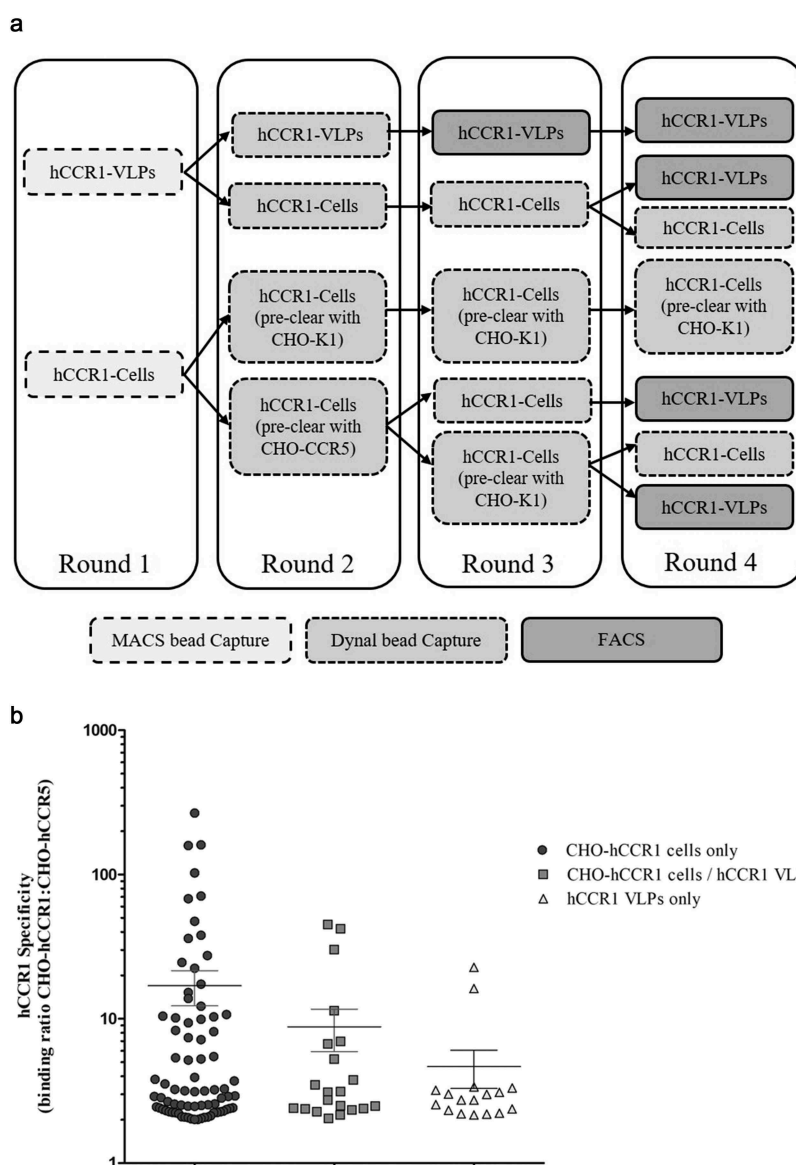 a
hCCR1-VLPs
hCCR1-Cells
Round 1
hCCR1-VLPs
hCCR1-Cells
hCCR1-Cells
(pre-clear with
CHO-K1)
hCCR1-Cells
(pre-clear with
CHO-CCR5)
Round 2
hCCR1-VLPs
hCCR1-Cells
hCCR1-Cells
(pre-clear with
CHO-K1)
hCCR1-Cells
hCCR1-Cells
(pre-clear with
CHO-K1)
Round 3
hCCR1-VLPs
hCCR1-VLPs
hCCR1-Cells
hCCR1-Cells
(pre-clear with
CHO-K1)
hCCR1-VLPs
hCCR1-Cells
hCCR1-VLPs
Round 4
MACS bead Capture
Dynal bead Capture
FACS
b
hCCR1 Specificity
(binding ratio CHO-hCCR1:CHO-hCCR5)
1000
100
10
1
CHO-hCCR1 cells only
CHO-hCCR1 cells / hCCR1 VL
hCCR1 VLPs only